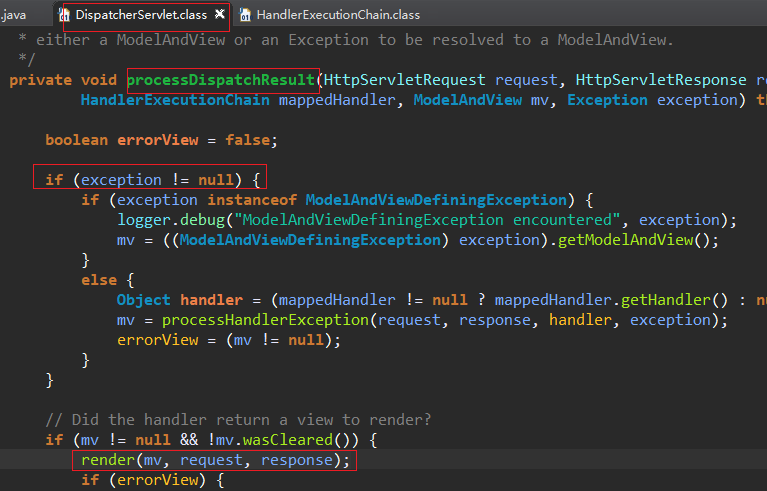 .java DispatcherServlet.class HandlerExecutionChain.class
* either a ModelAndView or an Exception to be resolved to a ModelAndView.
*/
private void processDispatchResult(HttpServletRequest request, HttpServletResponse re
HandlerExecutionChain mappedHandler, ModelAndView mv, Exception exception) th
boolean errorView = false;
if (exception != null) {
if (exception instanceof ModelAndViewDefiningException) {
logger.debug("ModelAndViewDefiningException encountered", exception);
mv = ((ModelAndViewDefiningException) exception).getModelAndView();
}
else {
Object handler = (mappedHandler != null ? mappedHandler.getHandler() : nu
mv = processHandlerException(request, response, handler, exception);
errorView = (mv != null);
}
}
// Did the handler return a view to render?
if (mv != null && !mv.wasCleared()) {
render(mv, request, response);
if (errorView) {